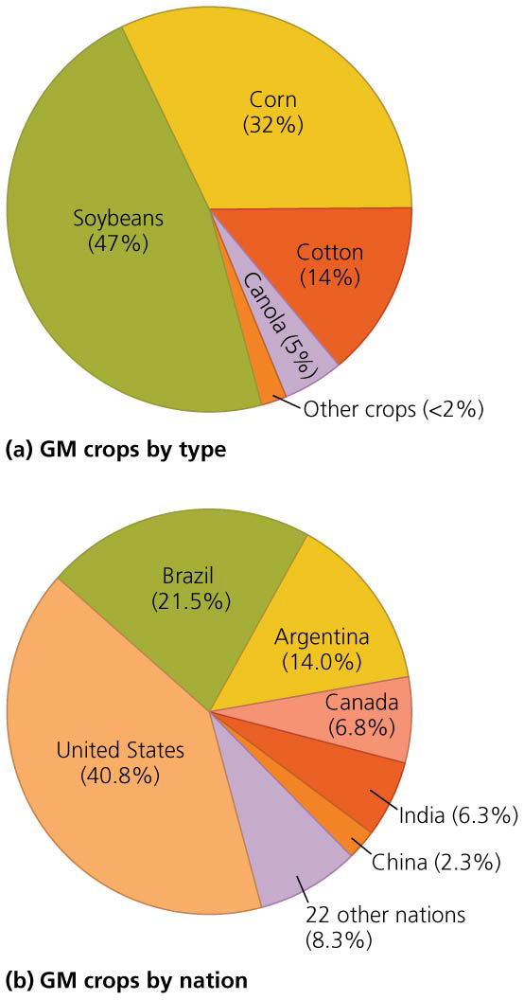 Corn
(32%)
Soybeans
(47%)
Cotton
(14%)
Canola (5%)
Other crops (<2%)
(a) GM crops by type
Brazil
(21.5%)
Argentina
(14.0%)
Canada
(6.8%)
United States
(40.8%)
India (6.3%)
China (2.3%)
22 other nations
(8.3%)
(b) GM crops by nation